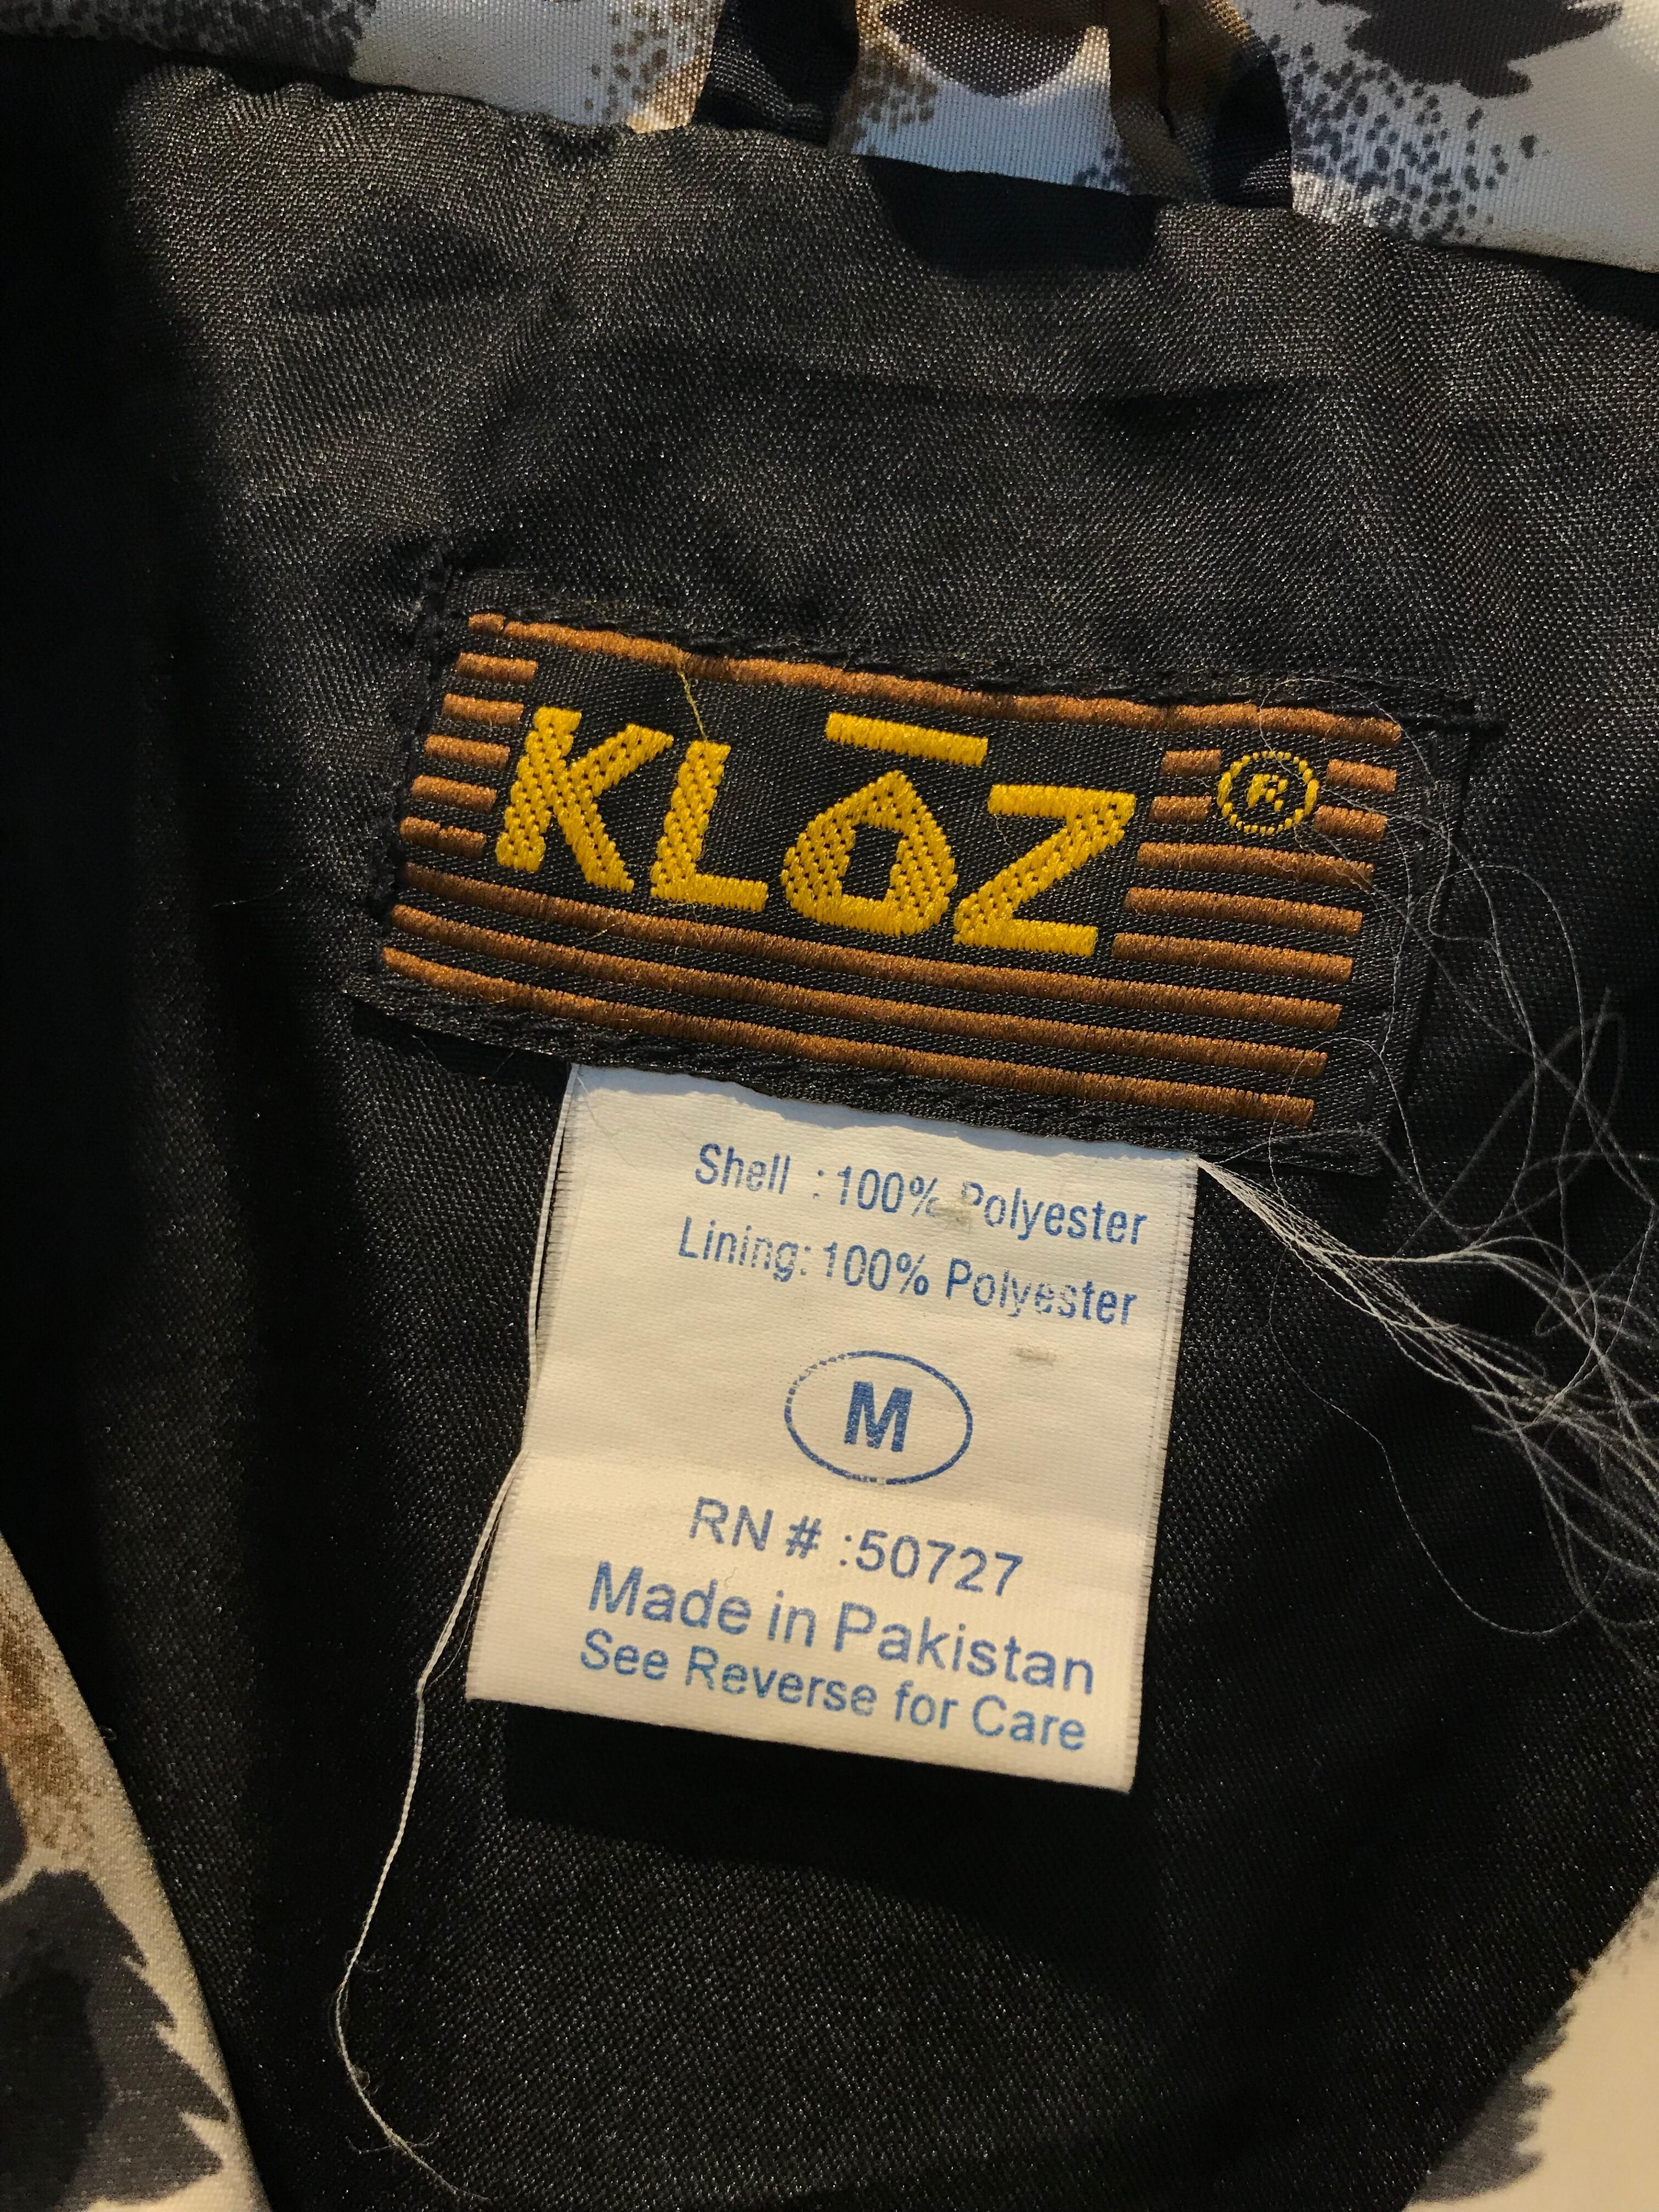 KLŌZ ®
Shell : 100% Polyester
Lining: 100% Polyester
M
RN # :50727
Made in Pakistan
See Reverse for Care